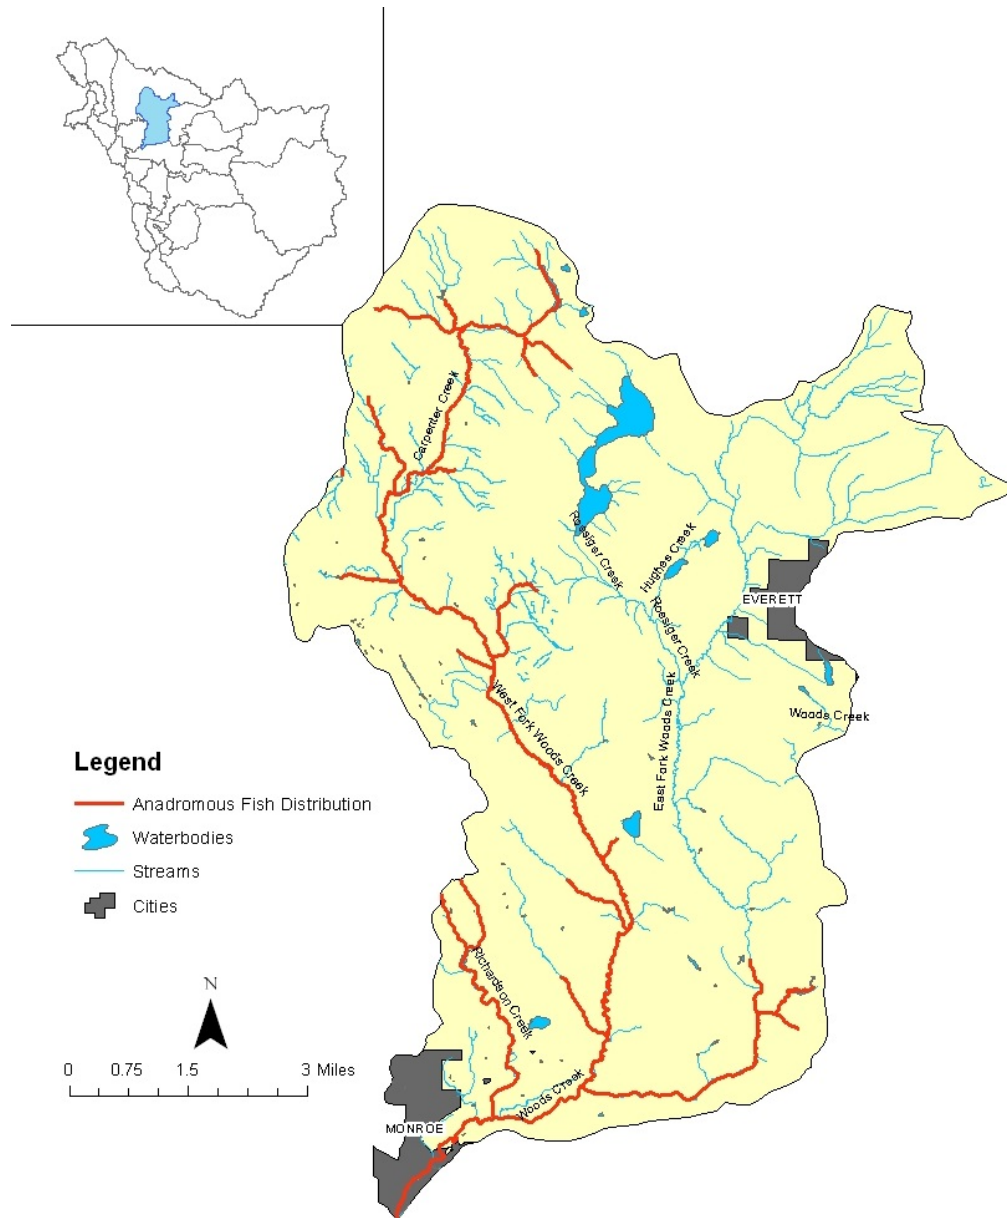 Carpenter Creek
Roesiger Creek
Hughes Creek
EVERETT
Roesiger Creek
West Fork Woods Creek
East Fork Woods Creek
Woods Creek
Legend
Anadromous Fish Distribution
Waterbodies
Streams
Cities
Richardson Creek
N
0 0.75 1.5 3 Miles
Woods Creek
MONROE